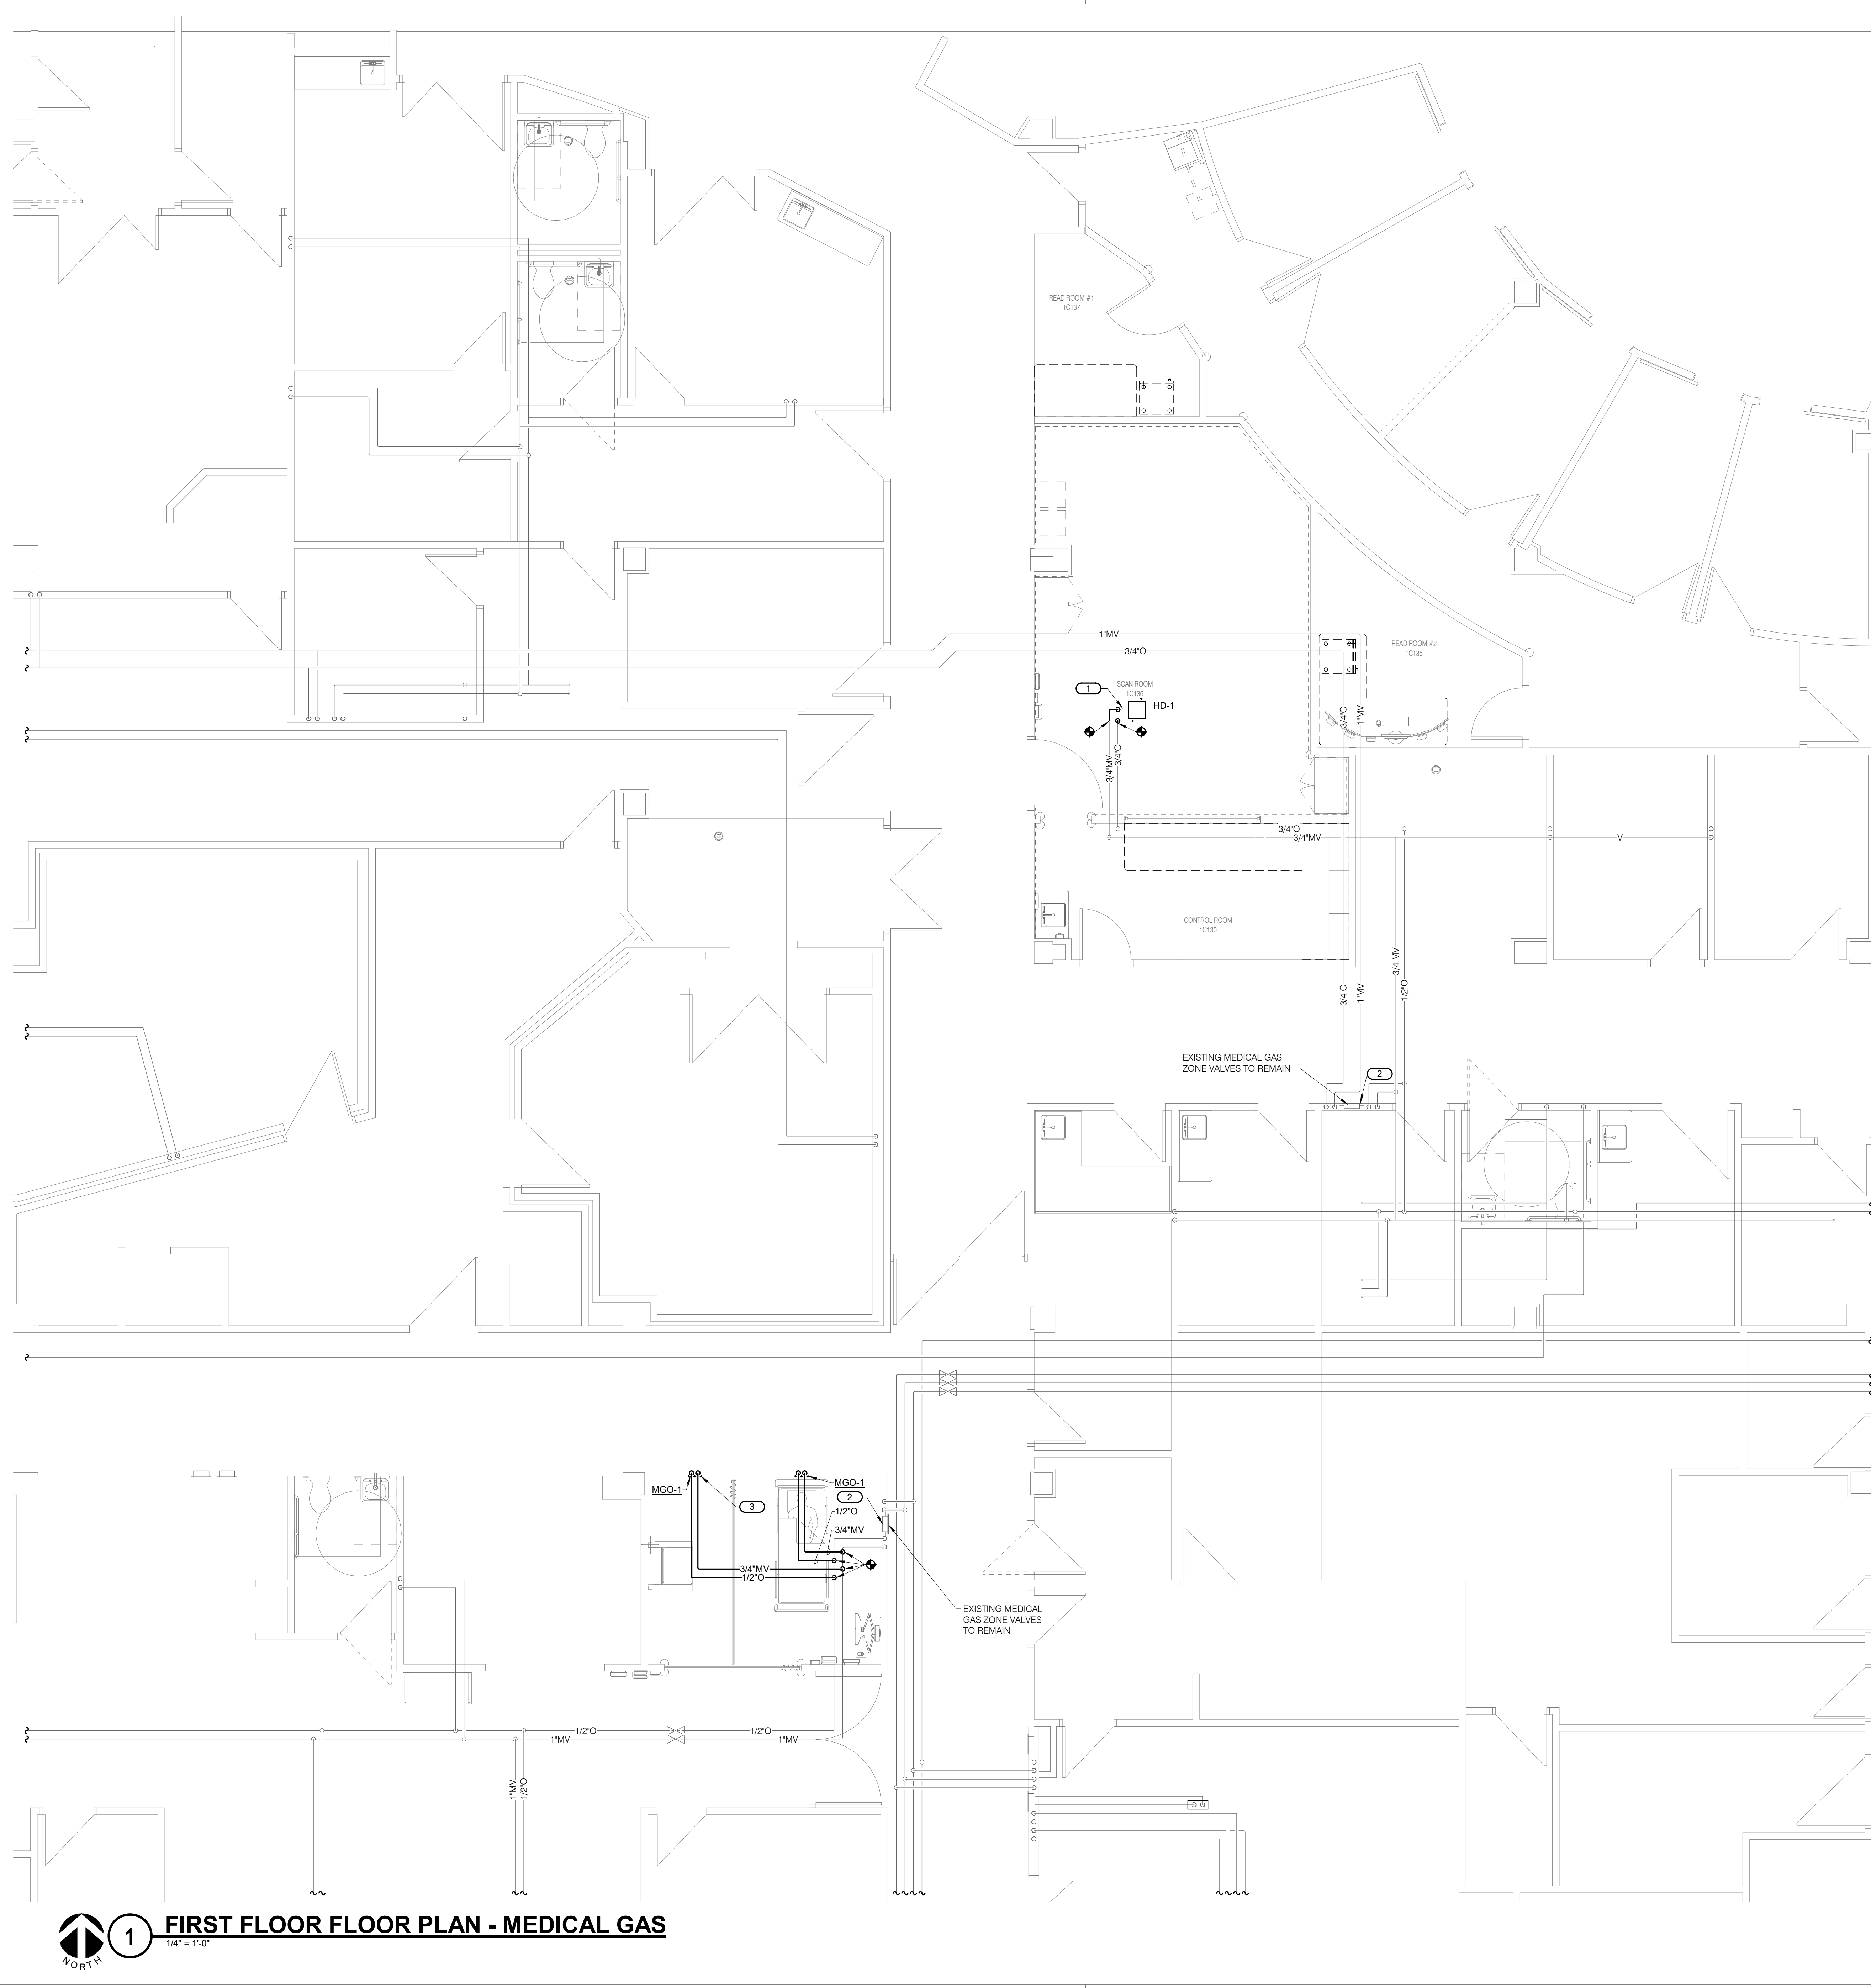 READ ROOM #1
1C137
1"MV
3/4"O
READ ROOM #2
1C135
SCAN ROOM
1C136
1
HD-1
3/4"O
1"MV
3/4"MV
3/4"O
3/4"O
3/4"MV
V
CONTROL ROOM
1C130
3/4"MV
3/4"O
1"MV
1/2"O
EXISTING MEDICAL GAS
ZONE VALVES TO REMAIN
2
MGO-1
3
MGO-1
2
1/2"O
3/4"MV
3/4"MV
1/2"O
EXISTING MEDICAL
GAS ZONE VALVES
TO REMAIN
1/2"O
1/2"O
1"MV
1"MV
1"MV
1/2"O
NORTH
1
FIRST FLOOR FLOOR PLAN - MEDICAL GAS
1/4" = 1'-0"